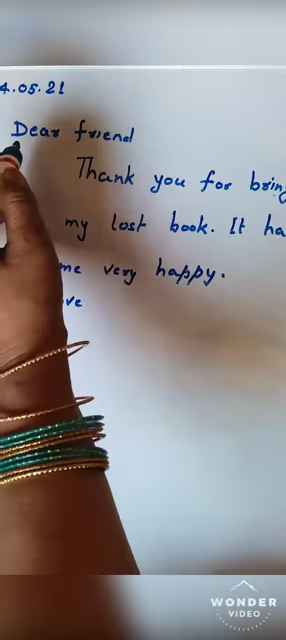 4.05.21
Dear friend
Thank you for bring
my lost book. It ha
me very happy.
ve
WONDER
VIDEO